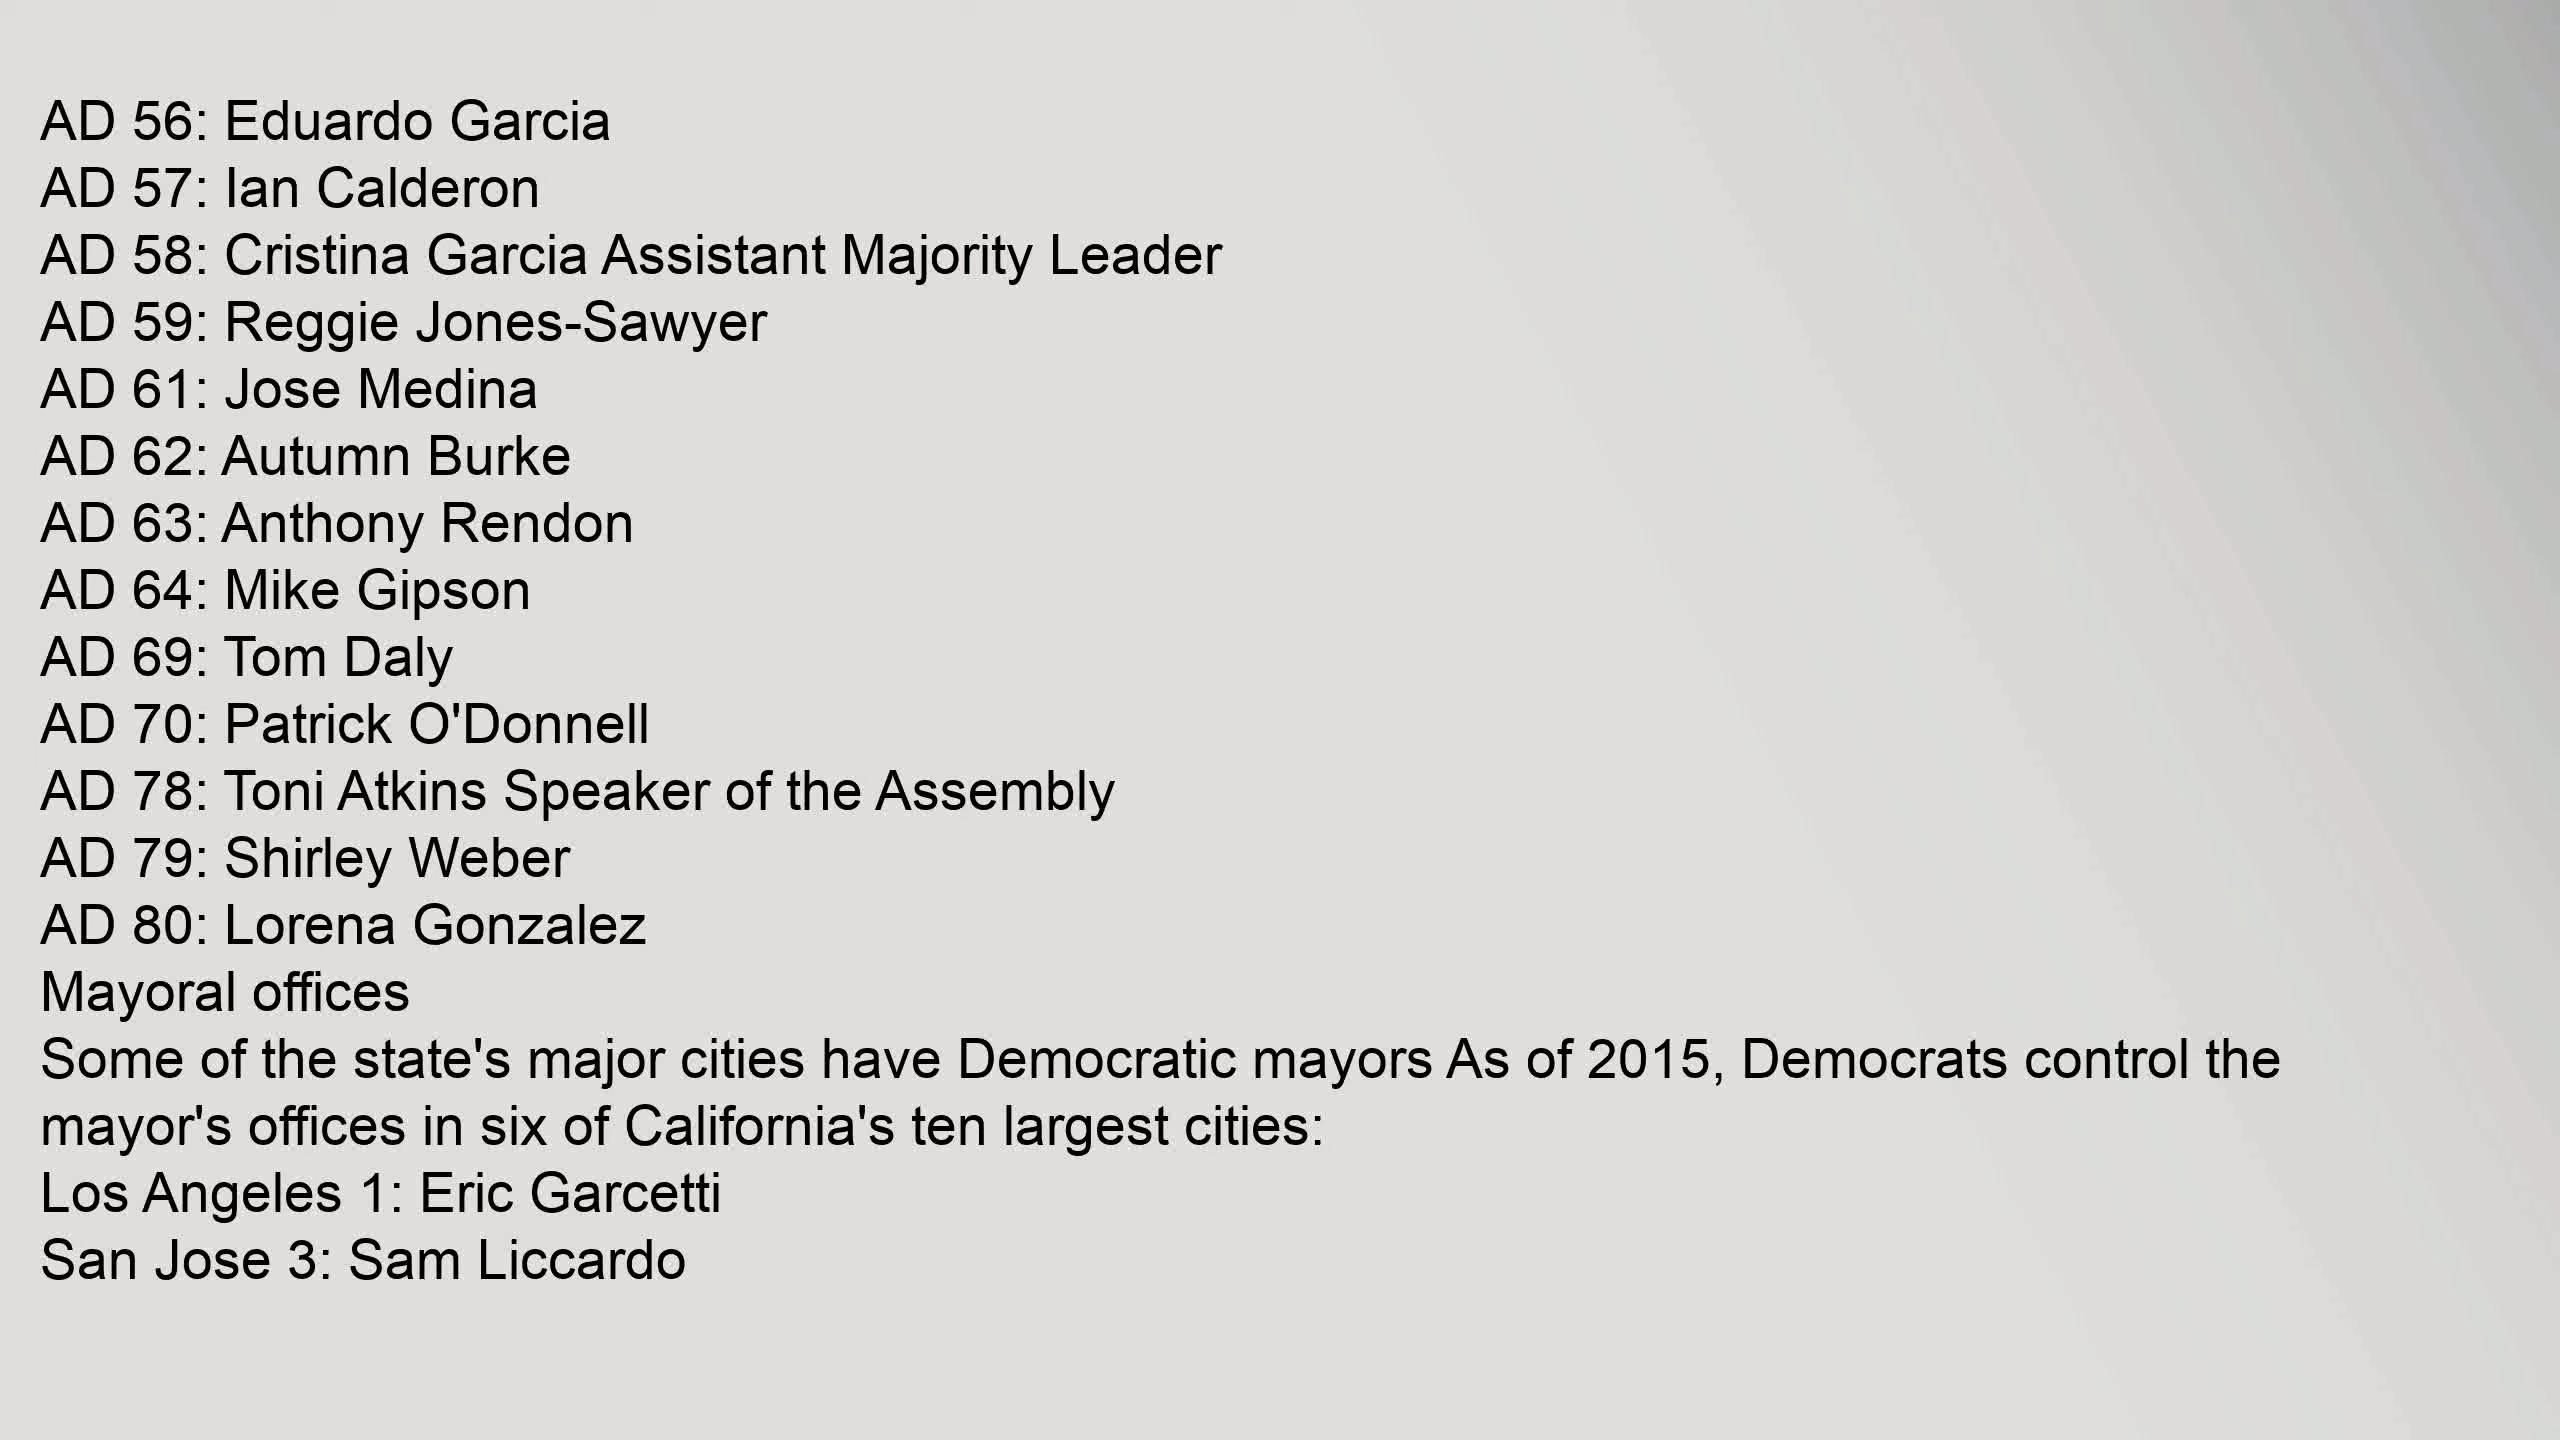 AD 56: Eduardo Garcia
AD 57: Ian Calderon
AD 58: Cristina Garcia Assistant Majority Leader
AD 59: Reggie Jones-Sawyer
AD 61: Jose Medina
AD 62: Autumn Burke
AD 63: Anthony Rendon
AD 64: Mike Gipson
AD 69: Tom Daly
AD 70: Patrick O'Donnell
AD 78: Toni Atkins Speaker of the Assembly
AD 79: Shirley Weber
AD 80: Lorena Gonzalez
Mayoral offices
Some of the state's major cities have Democratic mayors As of 2015, Democrats control the
mayor's offices in six of California's ten largest cities:
Los Angeles 1: Eric Garcetti
San Jose 3: Sam Liccardo